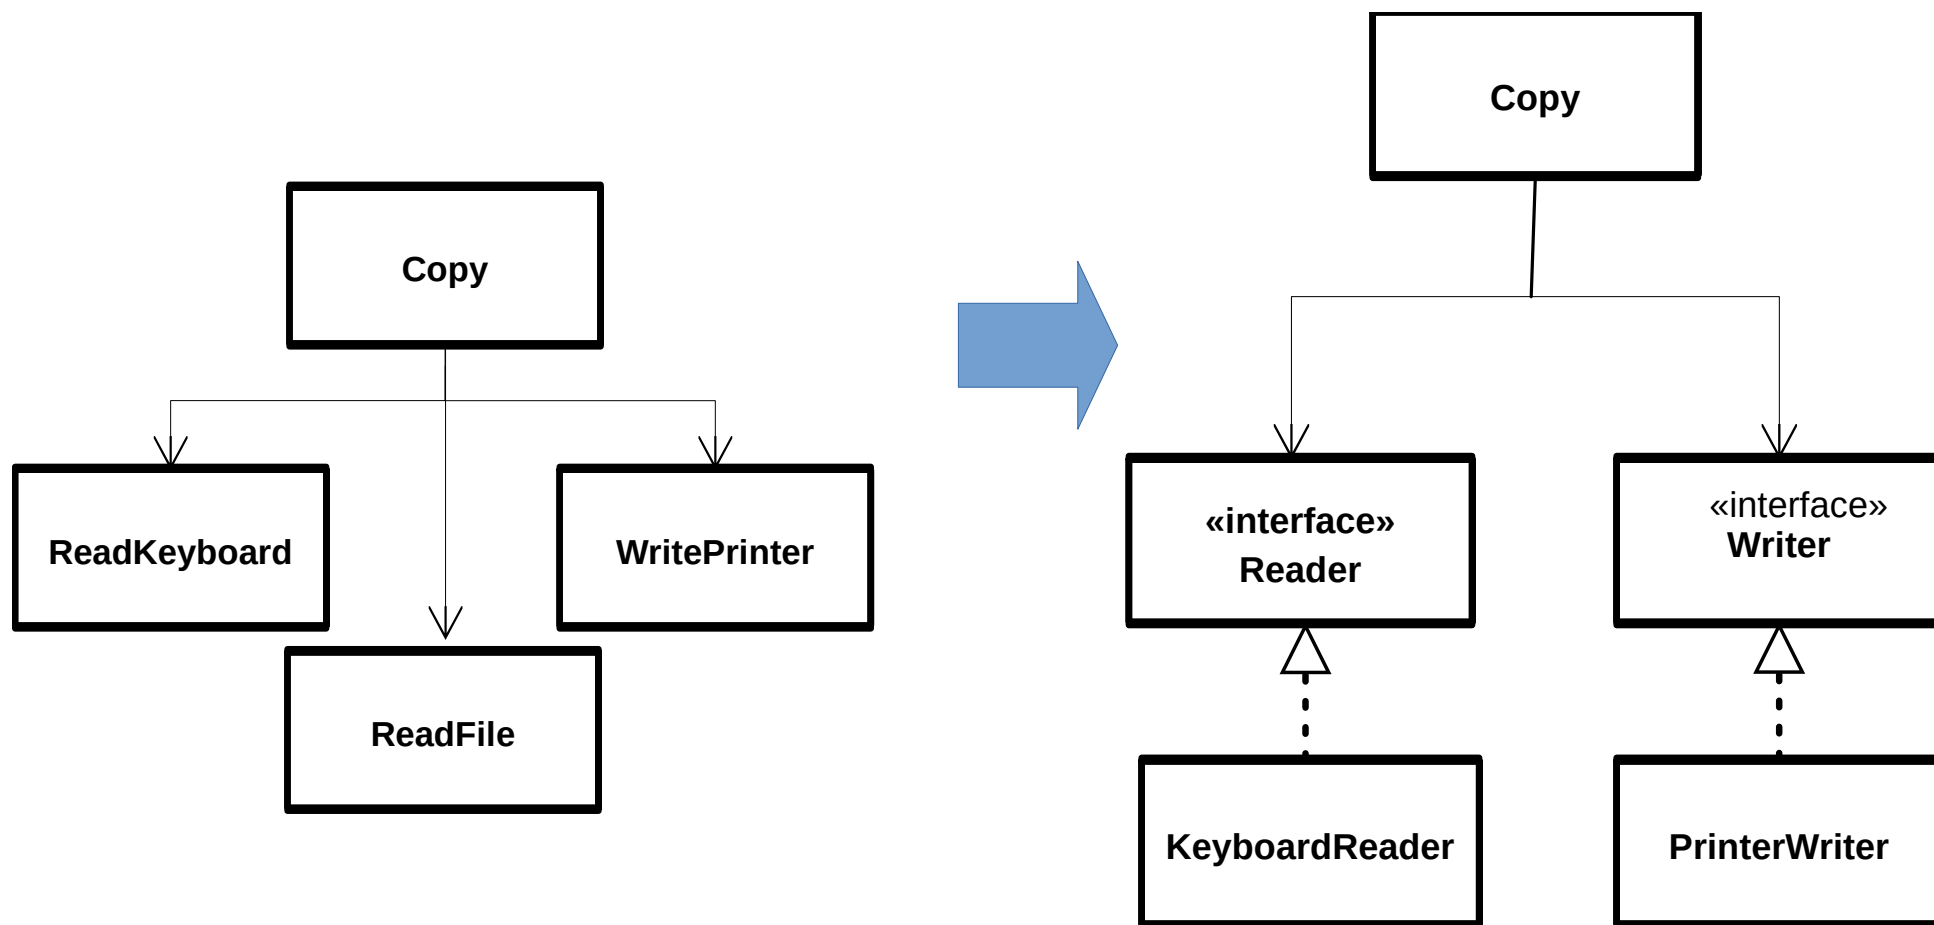 Copy
ReadKeyboard
WritePrinter
ReadFile
Copy
«interface»
Reader
«interface»
Writer
KeyboardReader
PrinterWriter